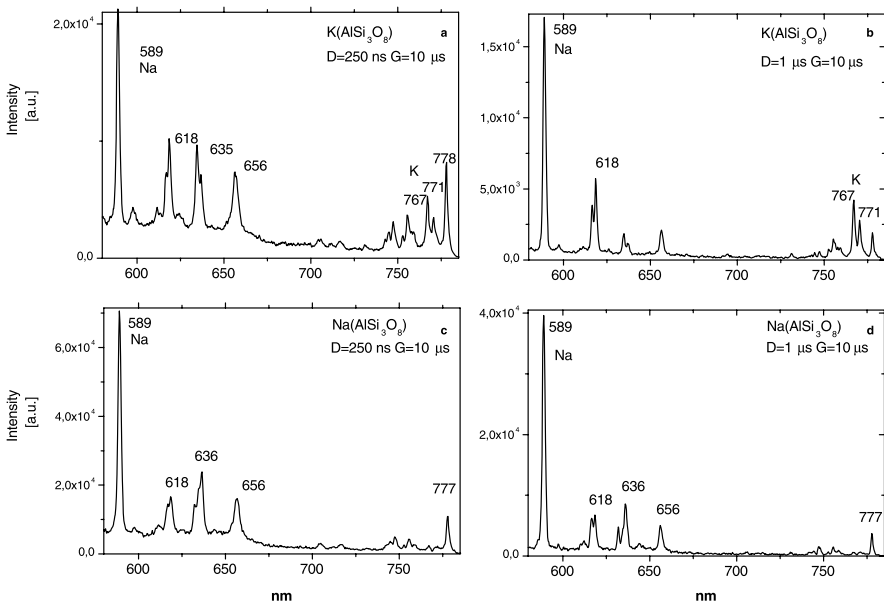 2,0x10⁴
0,0
Intensity
[a.u.]
589
Na
618
635
656
K
767
771
778
K(AlSi₃O₈)
a
D=250 ns G=10 μs
600
650
700
750
1,5x10⁴
1,0x10⁴
5,0x10³
0,0
589
Na
618
K
767
771
K(AlSi₃O₈)
b
D=1 μs G=10 μs
600
650
700
750
6,0x10⁴
4,0x10⁴
2,0x10⁴
0,0
Intensity
[a.u.]
589
Na
618
636
656
777
Na(AlSi₃O₈)
c
D=250 ns G=10 μs
600
650
700
750
nm
4,0x10⁴
2,0x10⁴
0,0
589
Na
618
636
656
777
Na(AlSi₃O₈)
d
D=1 μs G=10 μs
600
650
700
750
nm